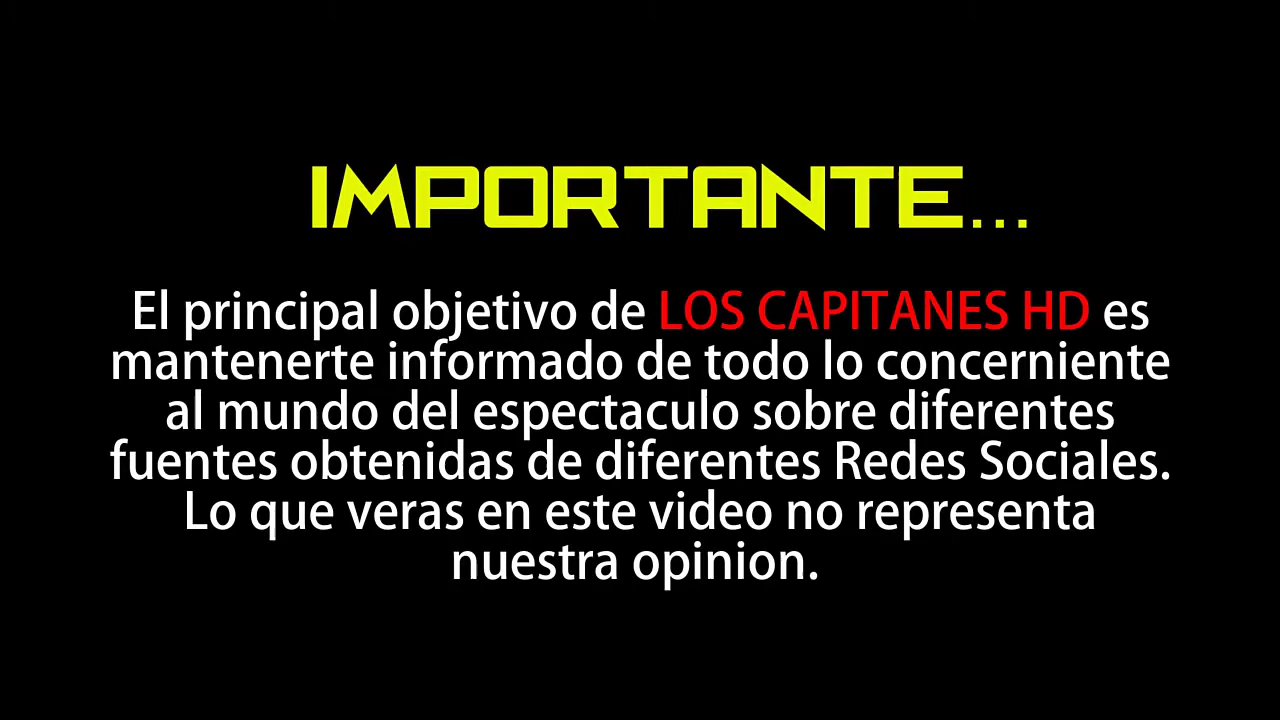 IMPORTANTE...
El principal objetivo de LOS CAPITANES HD es
mantenerte informado de todo lo concerniente
al mundo del espectaculo sobre diferentes
fuentes obtenidas de diferentes Redes Sociales.
Lo que veras en este video no representa
nuestra opinion.